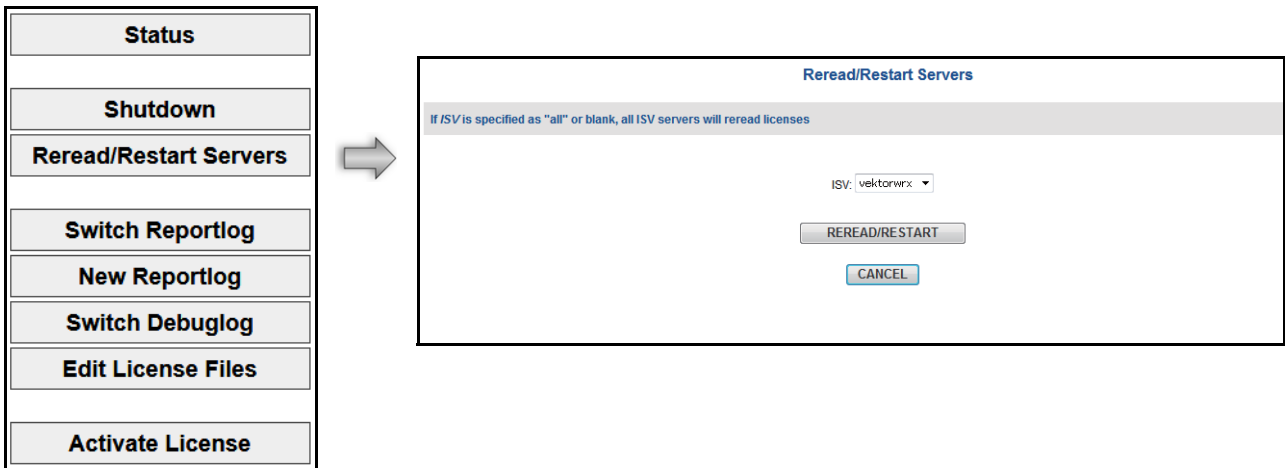 Status
Shutdown
Reread/Restart Servers
Switch Reportlog
New Reportlog
Switch Debuglog
Edit License Files
Activate License
Reread/Restart Servers
If ISV is specified as "all" or blank, all ISV servers will reread licenses
ISV: vektorwrx
REREAD/RESTART
CANCEL